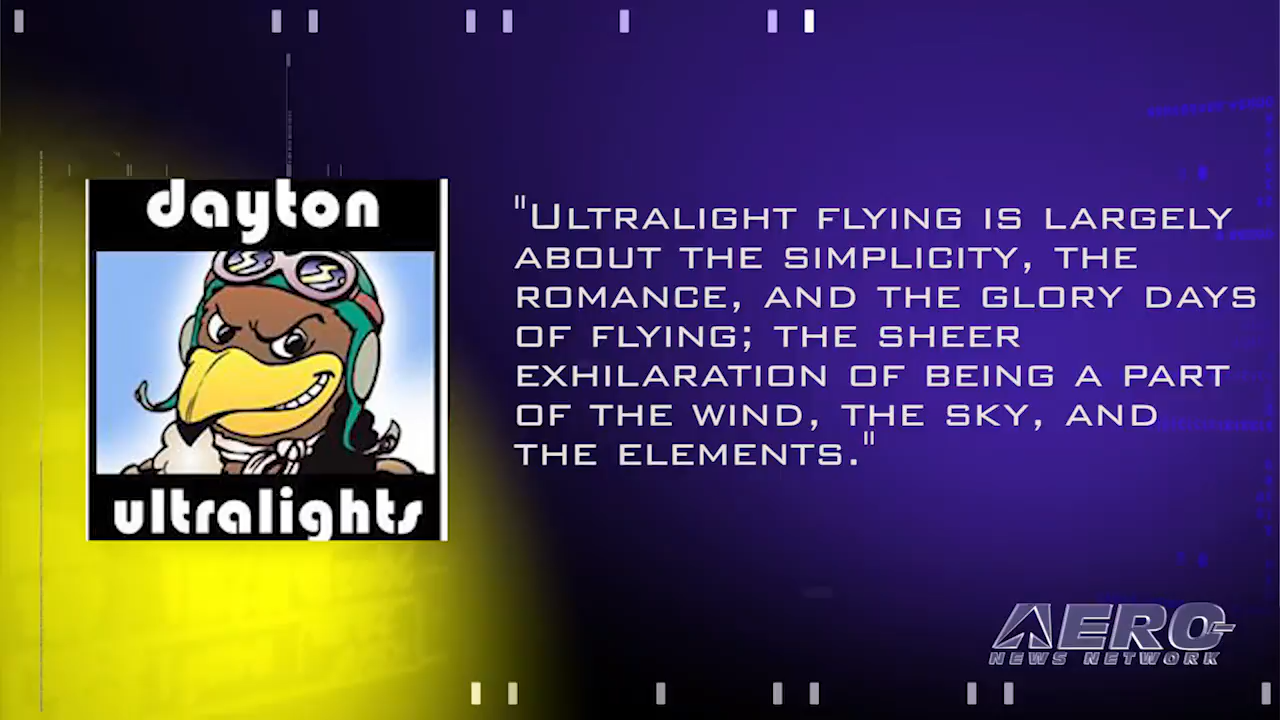 dayton
ultralights
"ULTRALIGHT FLYING IS LARGELY
ABOUT THE SIMPLICITY, THE
ROMANCE, AND THE GLORY DAYS
OF FLYING; THE SHEER
EXHILARATION OF BEING A PART
OF THE WIND, THE SKY, AND
THE ELEMENTS."
AERO-
NEWS NETWORK